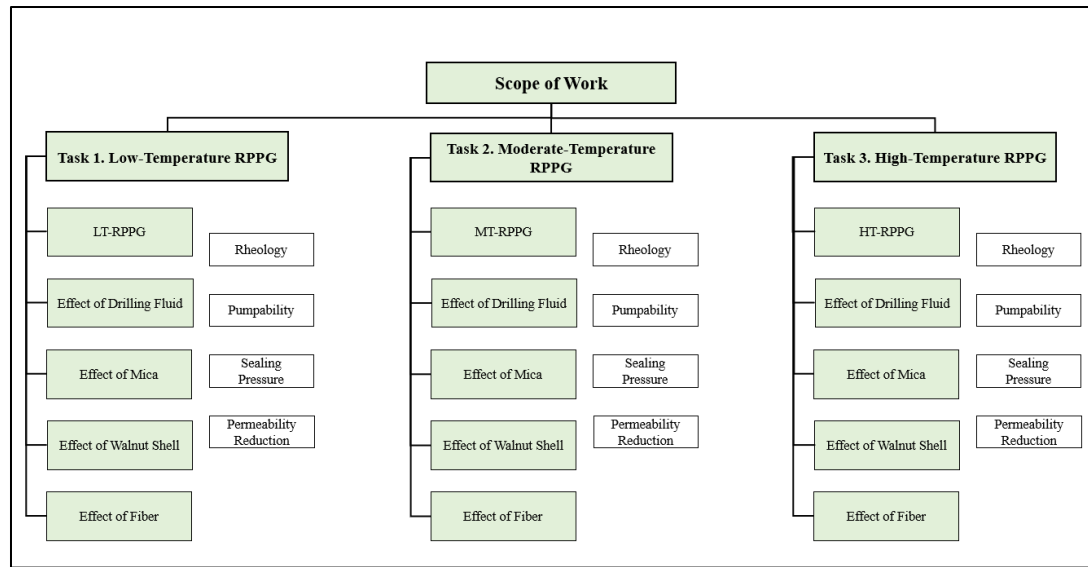 Scope of Work
Task 1. Low-Temperature RPPG
LT-RPPG
Effect of Drilling Fluid
Effect of Mica
Effect of Walnut Shell
Effect of Fiber
Rheology
Pumpability
Sealing
Pressure
Permeability
Reduction
Task 2. Moderate-Temperature
RPPG
MT-RPPG
Effect of Drilling Fluid
Effect of Mica
Effect of Walnut Shell
Effect of Fiber
Rheology
Pumpability
Sealing
Pressure
Permeability
Reduction
Task 3. High-Temperature RPPG
HT-RPPG
Effect of Drilling Fluid
Effect of Mica
Effect of Walnut Shell
Effect of Fiber
Rheology
Pumpability
Sealing
Pressure
Permeability
Reduction